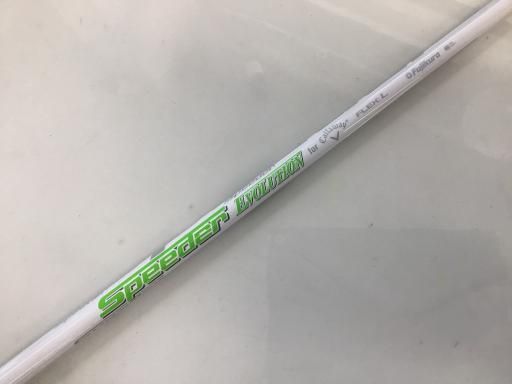 Speeder EVOLUTION for Callaway FLEX L Fujikura